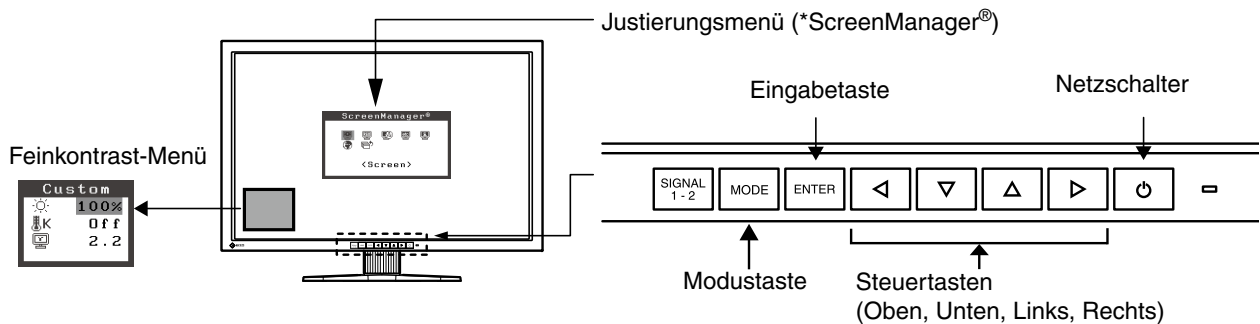 Justierungsmenü (*ScreenManager®)
Eingabetaste
Netzschalter
ScreenManager®
<Screen>
Feinkontrast-Menü
Custom
100%
K Off
2.2
SIGNAL
1 - 2
MODE
ENTER
Modustaste
Steuertasten
(Oben, Unten, Links, Rechts)